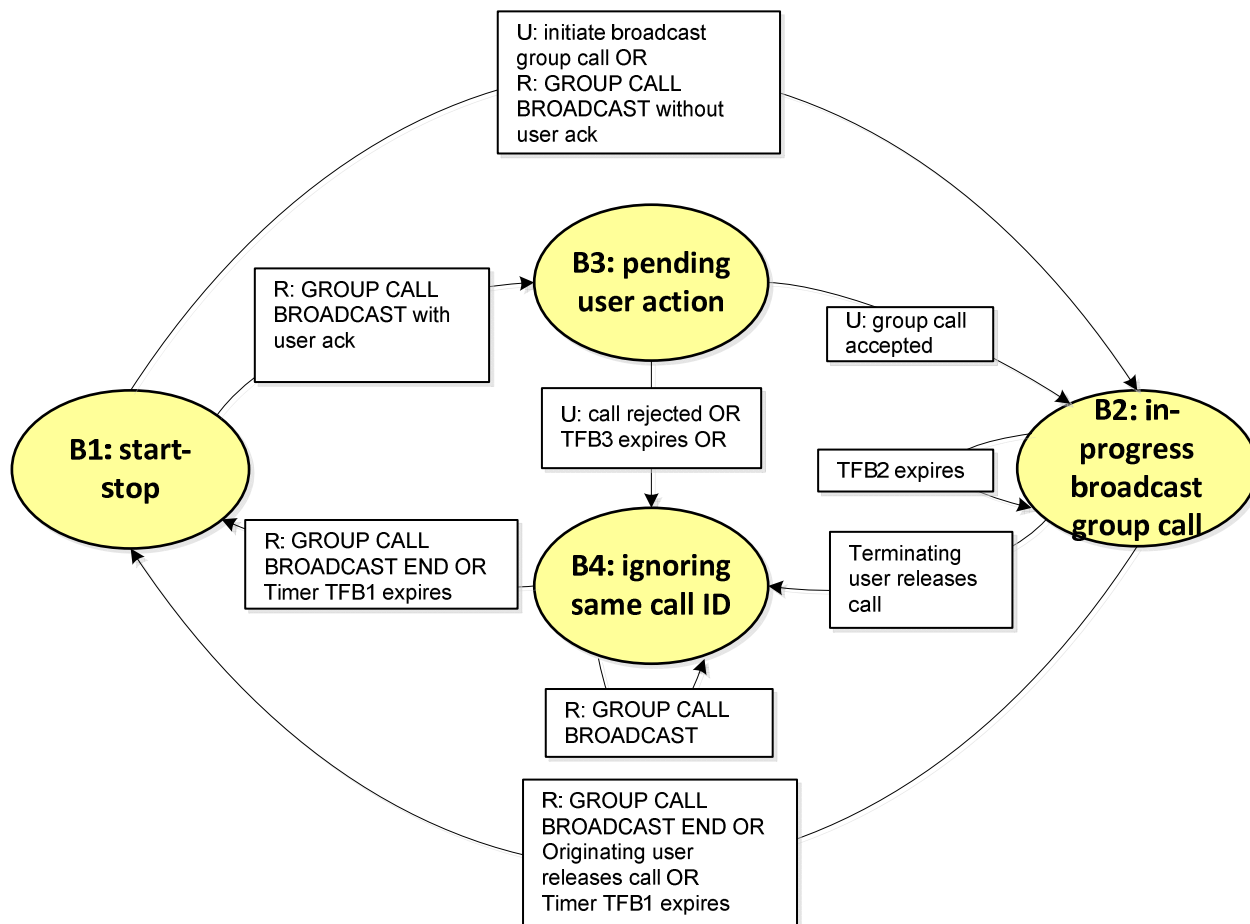 U: initiate broadcast
group call OR
R: GROUP CALL
BROADCAST without
user ack
B3: pending
user action
R: GROUP CALL
BROADCAST with
user ack
U: group call
accepted
U: call rejected OR
TFB3 expires OR
B1: start-
stop
B2: in-
progress
broadcast
group call
TFB2 expires
R: GROUP CALL
BROADCAST END OR
Timer TFB1 expires
B4: ignoring
same call ID
Terminating
user releases
call
R: GROUP CALL
BROADCAST
R: GROUP CALL
BROADCAST END OR
Originating user
releases call OR
Timer TFB1 expires